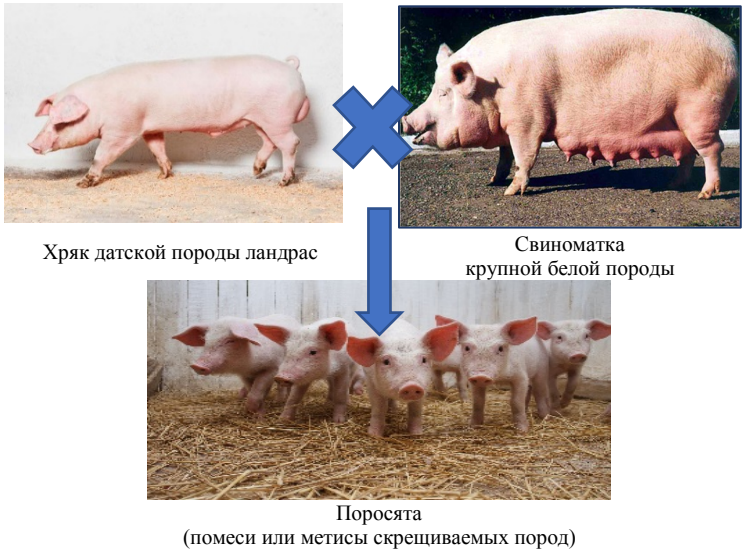 Хряк датской породы ландрас
Свиноматка
крупной белой породы
Поросята
(помеси или метисы скрещиваемых пород)